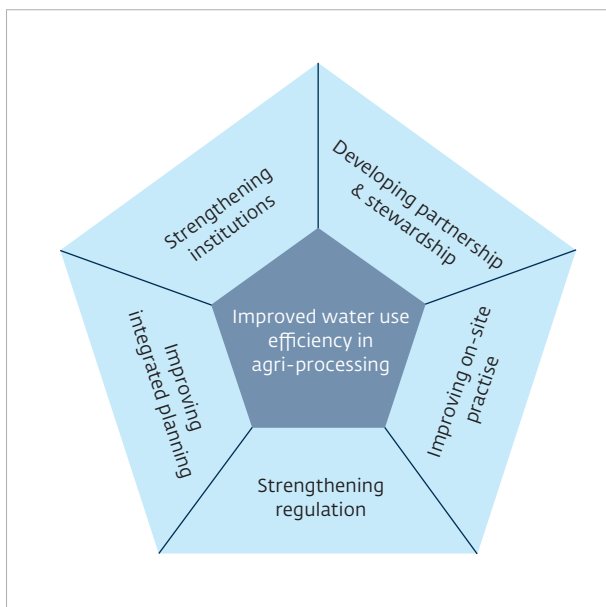 Strengthening
institutions
Developing partnership
& stewardship
Improved water use
efficiency in
agri-processing
Improving
integrated planning
Improving on-site
practise
Strengthening
regulation